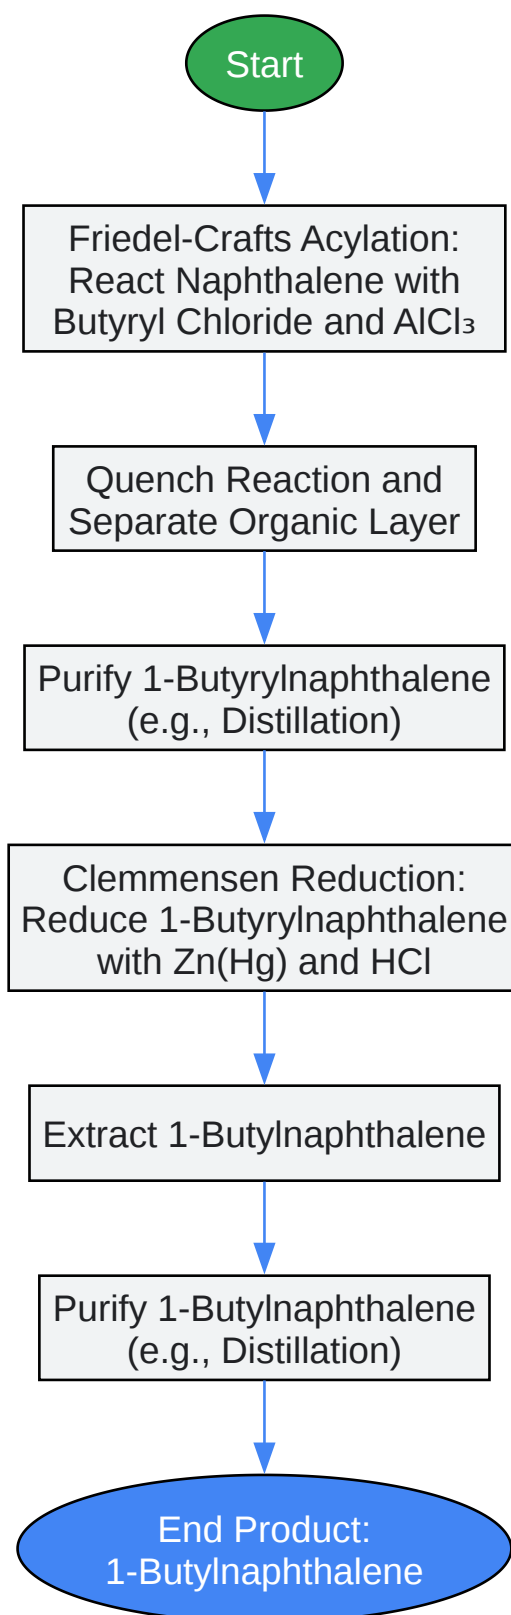 Start
Friedel-Crafts Acylation:
React Naphthalene with
Butyryl Chloride and AlCl₃
Quench Reaction and
Separate Organic Layer
Purify 1-Butyrylnaphthalene
(e.g., Distillation)
Clemmensen Reduction:
Reduce 1-Butyrylnaphthalene
with Zn(Hg) and HCl
Extract 1-Butylnaphthalene
Purify 1-Butylnaphthalene
(e.g., Distillation)
End Product:
1-Butylnaphthalene